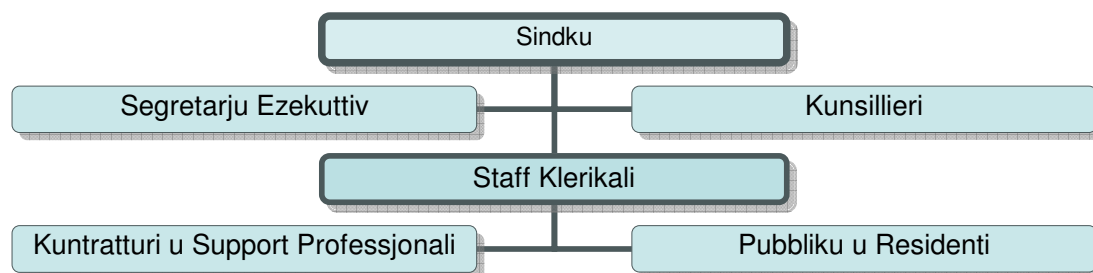 Sindku
Segretarju Ezekuttiv
Kunsillieri
Staff Klerikali
Kuntratturi u Support Professjonali
Pubbliku u Residenti